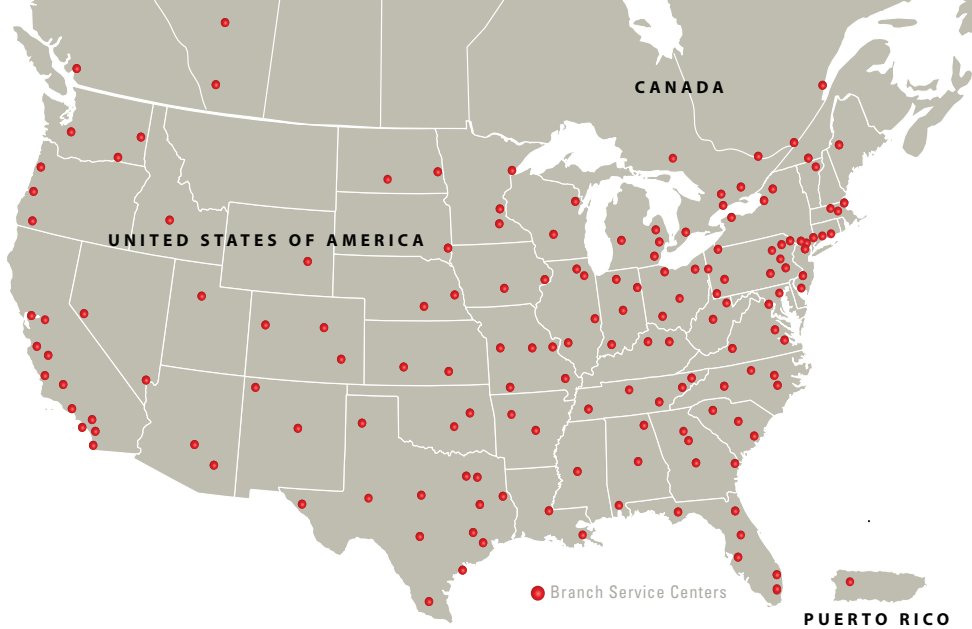 CANADA
UNITED STATES OF AMERICA
Branch Service Centers
PUERTO RICO